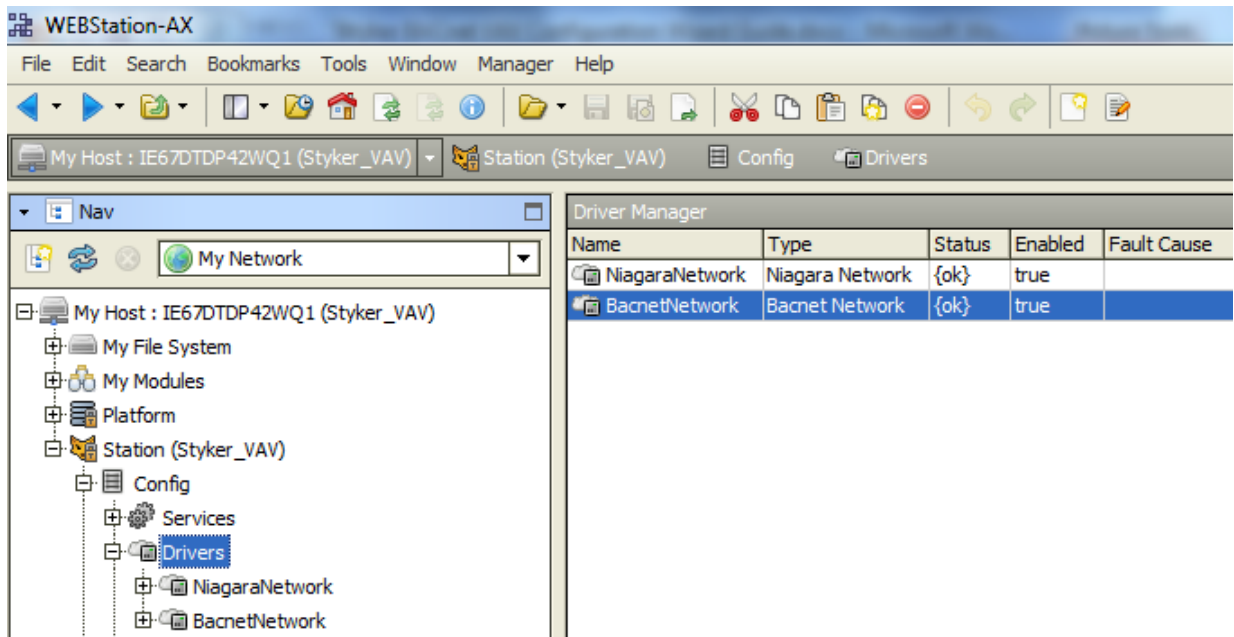 WEBStation-AX
File Edit Search Bookmarks Tools Window Manager Help
My Host : IE67DTDP42WQ1 (Styker_VAV) Station (Styker_VAV) Config Drivers
Nav
My Network
My Host : IE67DTDP42WQ1 (Styker_VAV)
My File System
My Modules
Platform
Station (Styker_VAV)
Config
Services
Drivers
NiagaraNetwork
BacnetNetwork
Driver Manager
Name Type Status Enabled Fault Cause
NiagaraNetwork Niagara Network {ok} true
BacnetNetwork Bacnet Network {ok} true